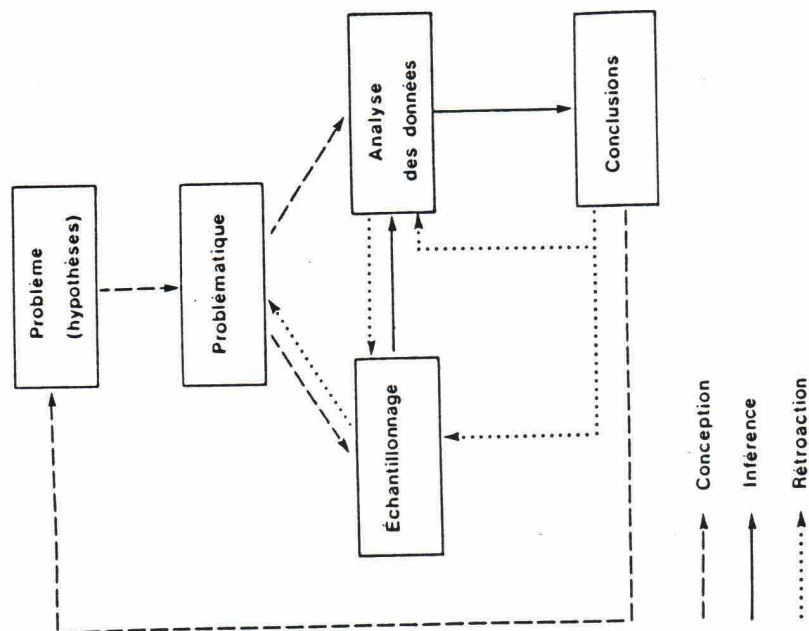 Problème
(hypothèses)
Problématique
Échantillonnage
Analyse
des données
Conclusions
Conception
Inférence
Rétroaction